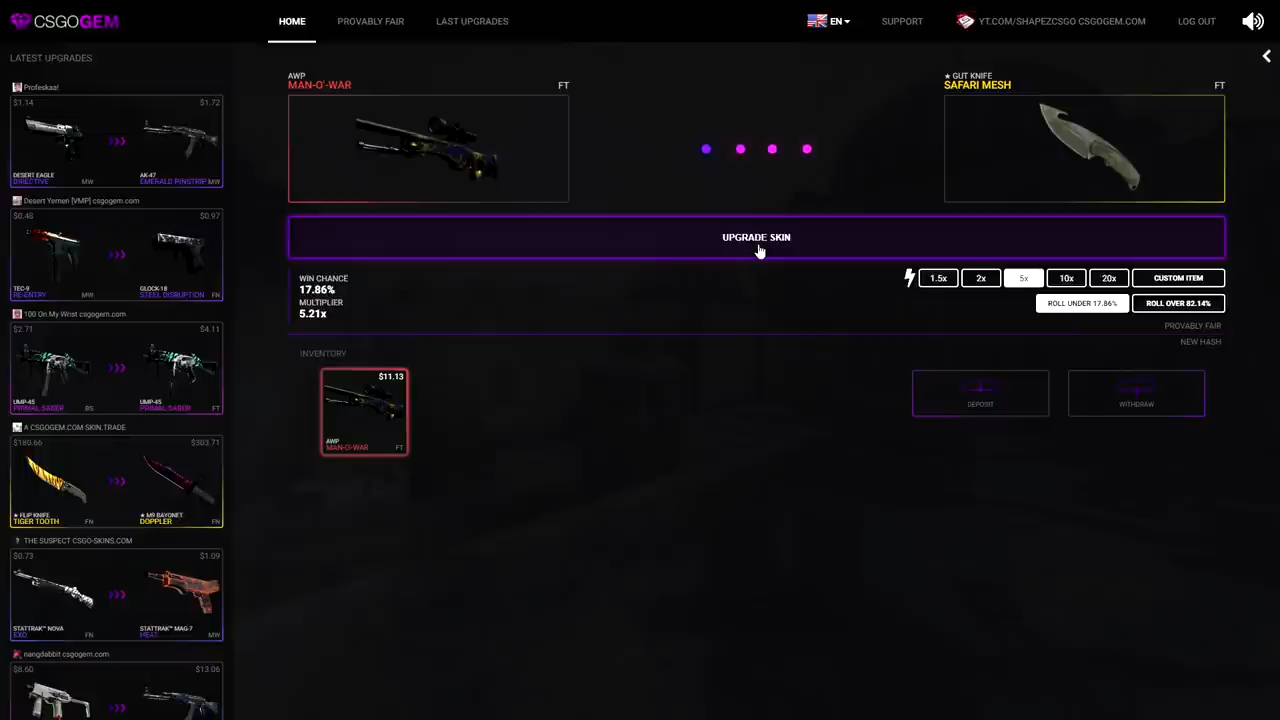 CSGOGEM
HOME
PROVABLY FAIR
LAST UPGRADES
EN
SUPPORT
YT.COM/SHAPEZCSGO CSGOGEM.COM
LOG OUT
LATEST UPGRADES
Profeskaa!
$1.14
$1.72
DESERT EAGLE
DIRECTIVE
MW
AK-47
EMERALD PINSTRIP
MW
Desert Yemen [VMP] csgogem.com
$0.48
$0.97
TEC-9
RE-ENTRY
MW
GLOCK-18
STEEL DISRUPTION
FN
100 On My Wrist csgogem.com
$2.71
$4.11
UMP-45
PRIMAL SABER
BS
UMP-45
PRIMAL SABER
FT
A CSGOGEM.COM SKIN.TRADE
$180.66
$303.71
★ FLIP KNIFE
TIGER TOOTH
FN
★ M9 BAYONET
DOPPLER
FN
? THE SUSPECT CSGO-SKINS.COM
$0.73
$1.09
STATTRAK™ NOVA
EXO
FN
STATTRAK™ MAG-7
HEAT
MW
nangdabbit csgogem.com
$8.60
$13.06
AWP
MAN-O'-WAR
FT
★ GUT KNIFE
SAFARI MESH
FT
UPGRADE SKIN
WIN CHANCE
17.86%
MULTIPLIER
5.21x
1.5x
2x
5x
10x
20x
CUSTOM ITEM
ROLL UNDER 17.86%
ROLL OVER 82.14%
PROVABLY FAIR
NEW HASH
INVENTORY
$11.13
AWP
MAN-O'-WAR
FT
DEPOSIT
WITHDRAW